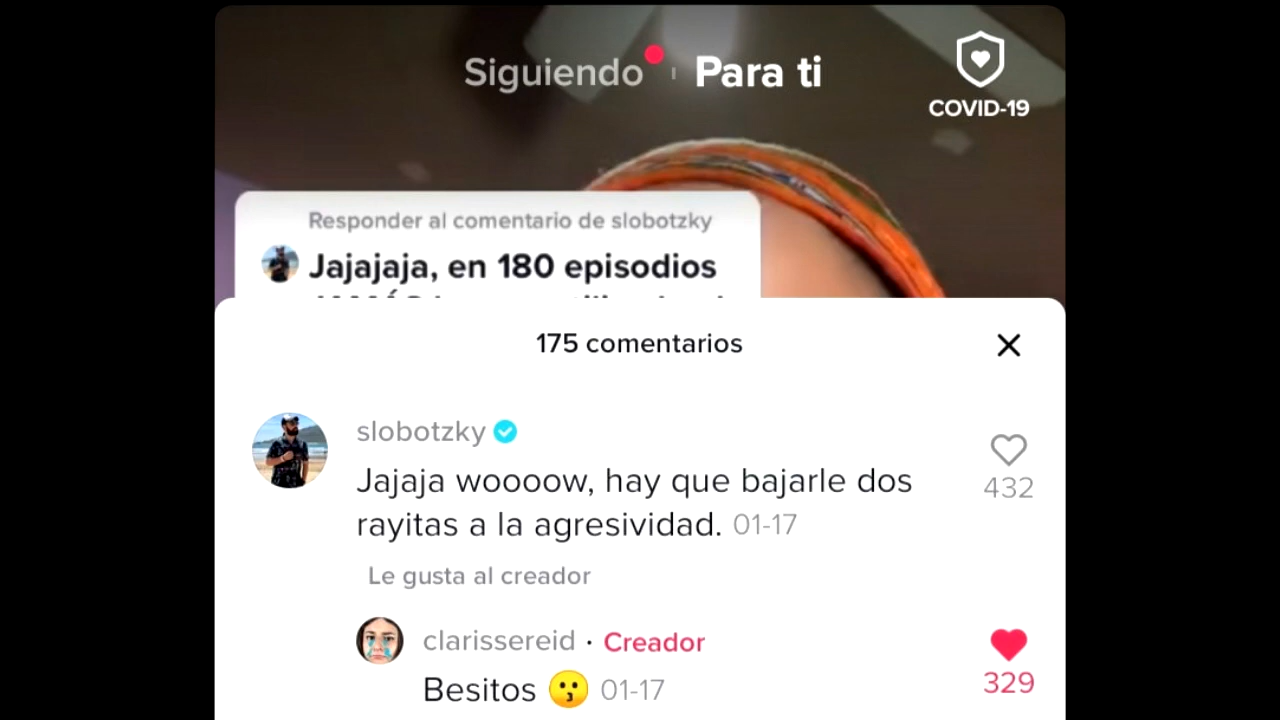 Siguiendo
Para ti
COVID-19
Responder al comentario de slobotzky
Jajajaja, en 180 episodios
175 comentarios
slobotzky
Jajaja woooow, hay que bajarle dos
rayitas a la agresividad. 01-17
432
Le gusta al creador
clarissereid · Creador
Besitos 😗 01-17
329